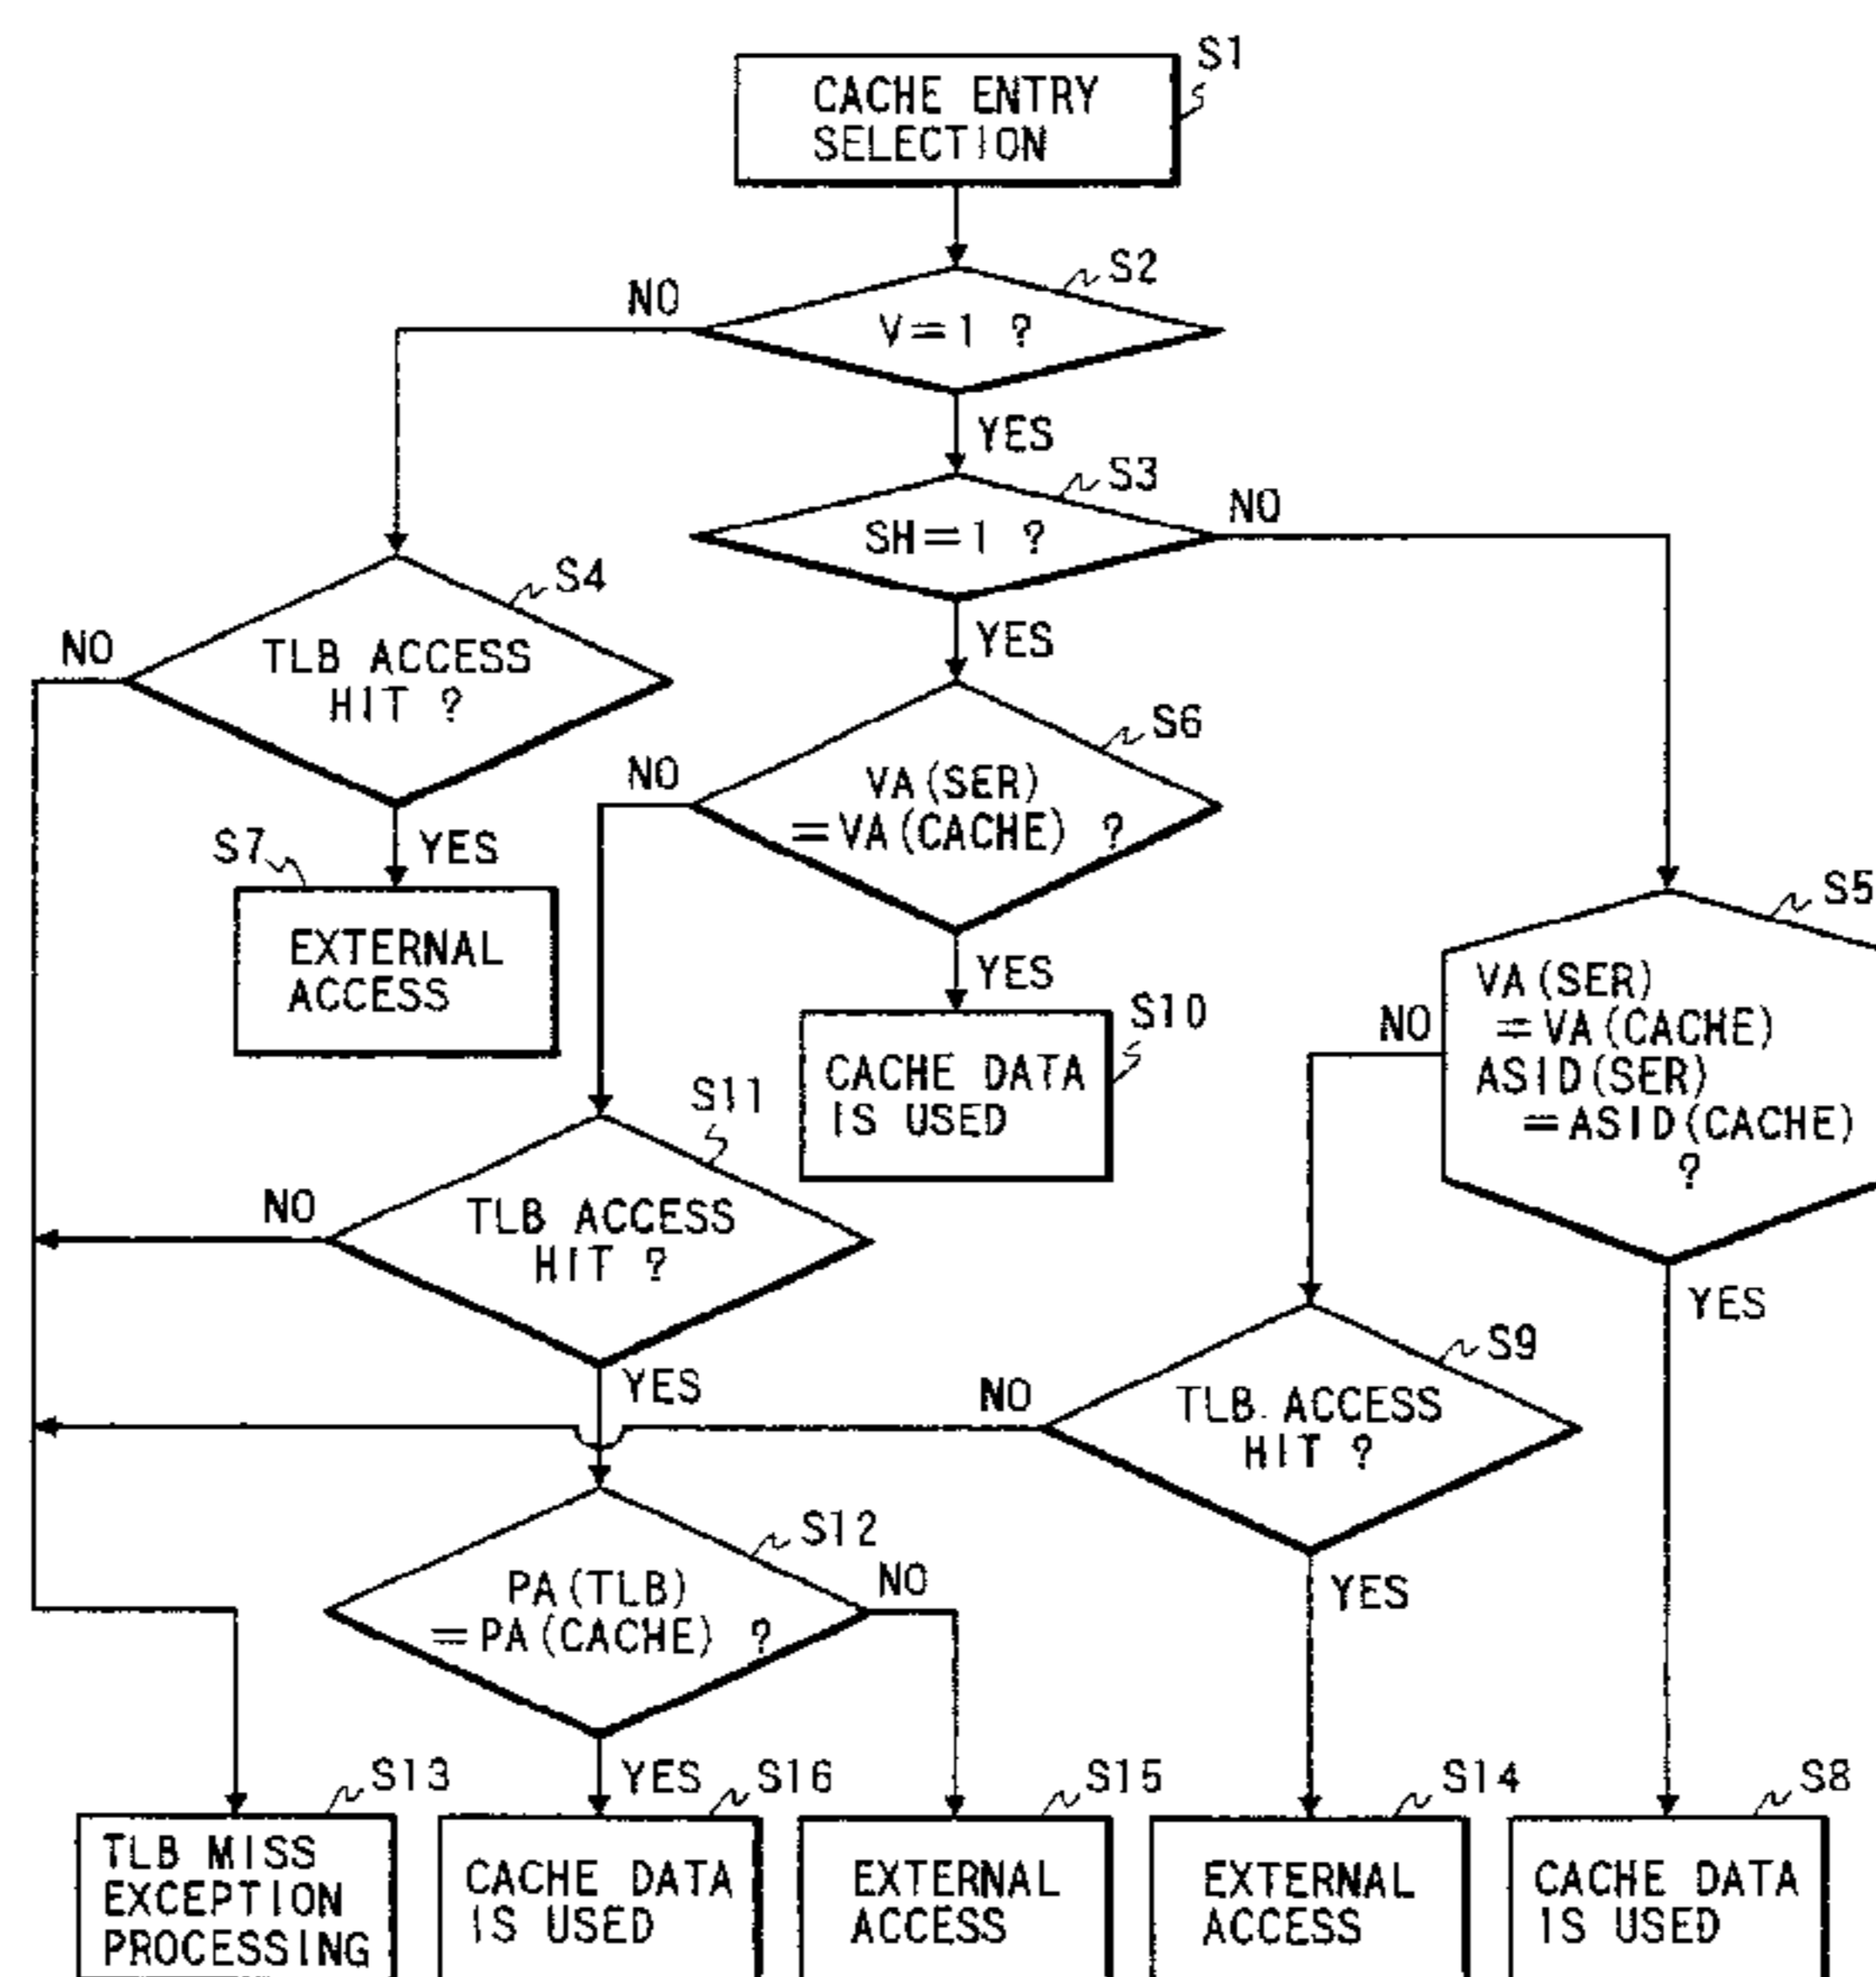 S1
CACHE ENTRY
SELECTION
S2
NO
V=1 ?
YES
S3
NO
SH=1 ?
YES
S4
NO
TLB ACCESS
HIT ?
YES
S6
NO
VA(SER)
=VA(CACHE) ?
YES
S7
EXTERNAL
ACCESS
S5
NO
VA(SER)
=VA(CACHE)
ASID(SER)
=ASID(CACHE)
?
YES
S10
CACHE DATA
IS USED
S11
NO
TLB ACCESS
HIT ?
YES
S9
NO
TLB ACCESS
HIT ?
YES
S12
NO
PA(TLB)
=PA(CACHE) ?
YES
S13
TLB MISS
EXCEPTION
PROCESSING
S16
CACHE DATA
IS USED
S15
EXTERNAL
ACCESS
S14
EXTERNAL
ACCESS
S8
CACHE DATA
IS USED